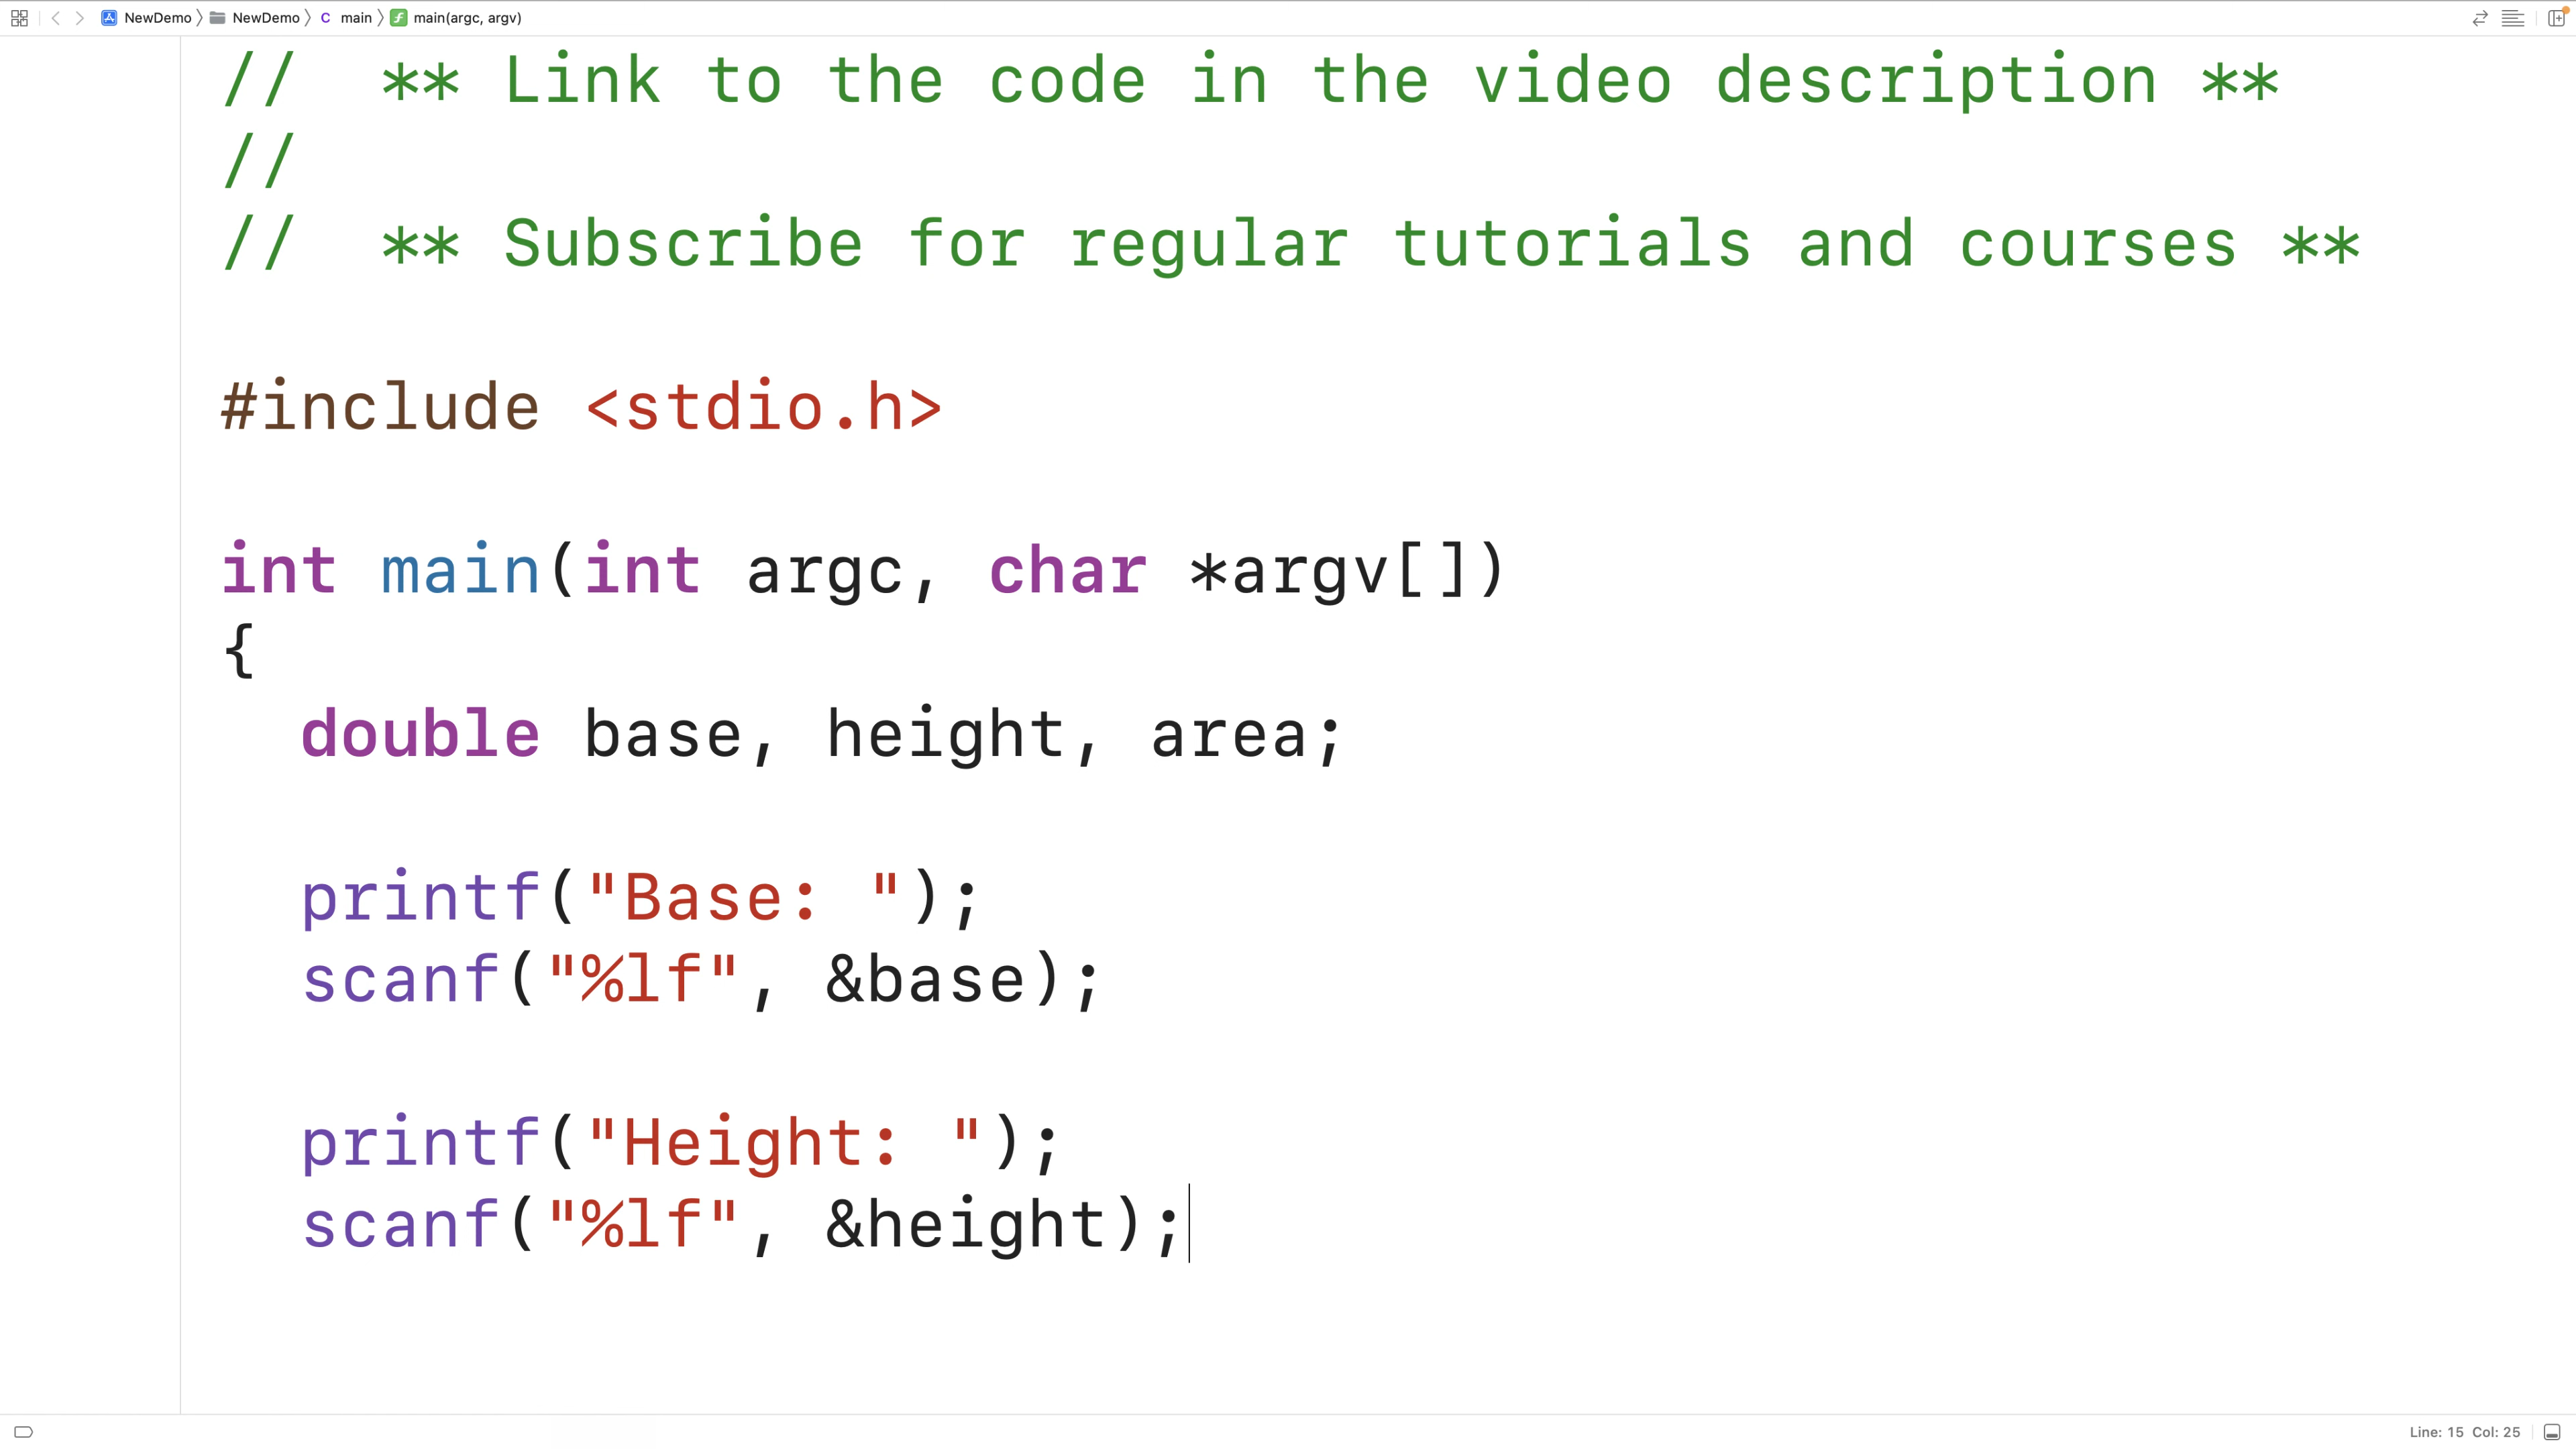 NewDemo NewDemo C main f main(argc, argv)
// ** Link to the code in the video description **
//
// ** Subscribe for regular tutorials and courses **
#include <stdio.h>
int main(int argc, char *argv[])
{
  double base, height, area;
  printf("Base: ");
  scanf("%lf", &base);
  printf("Height: ");
  scanf("%lf", &height);
Line: 15 Col: 25